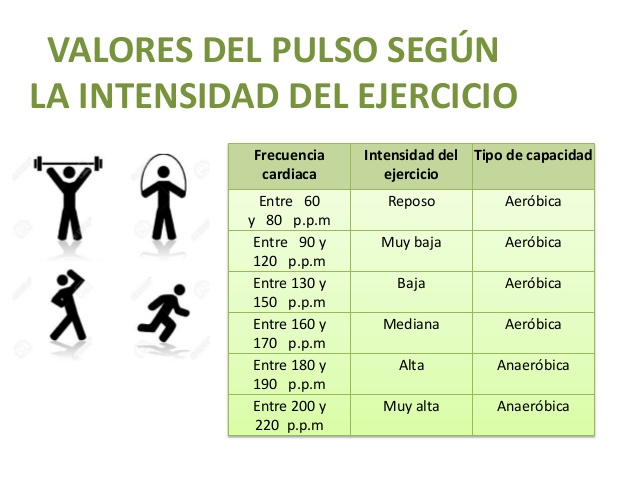 VALORES DEL PULSO SEGÚN
LA INTENSIDAD DEL EJERCICIO
Frecuencia cardiaca Intensidad del ejercicio Tipo de capacidad
Entre 60 y 80 p.p.m Reposo Aeróbica
Entre 90 y 120 p.p.m Muy baja Aeróbica
Entre 130 y 150 p.p.m Baja Aeróbica
Entre 160 y 170 p.p.m Mediana Aeróbica
Entre 180 y 190 p.p.m Alta Anaeróbica
Entre 200 y 220 p.p.m Muy alta Anaeróbica